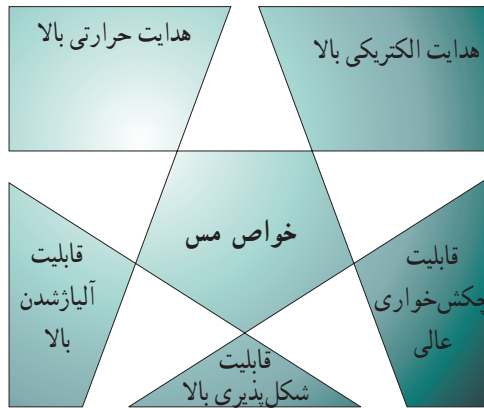 هدایت الکتریکی بالا
هدایت حرارتی بالا
خواص مس
قابلیت
چکش‌خواری
عالی
قابلیت
آلیاژشدن
بالا
قابلیت
شکل‌پذیری بالا